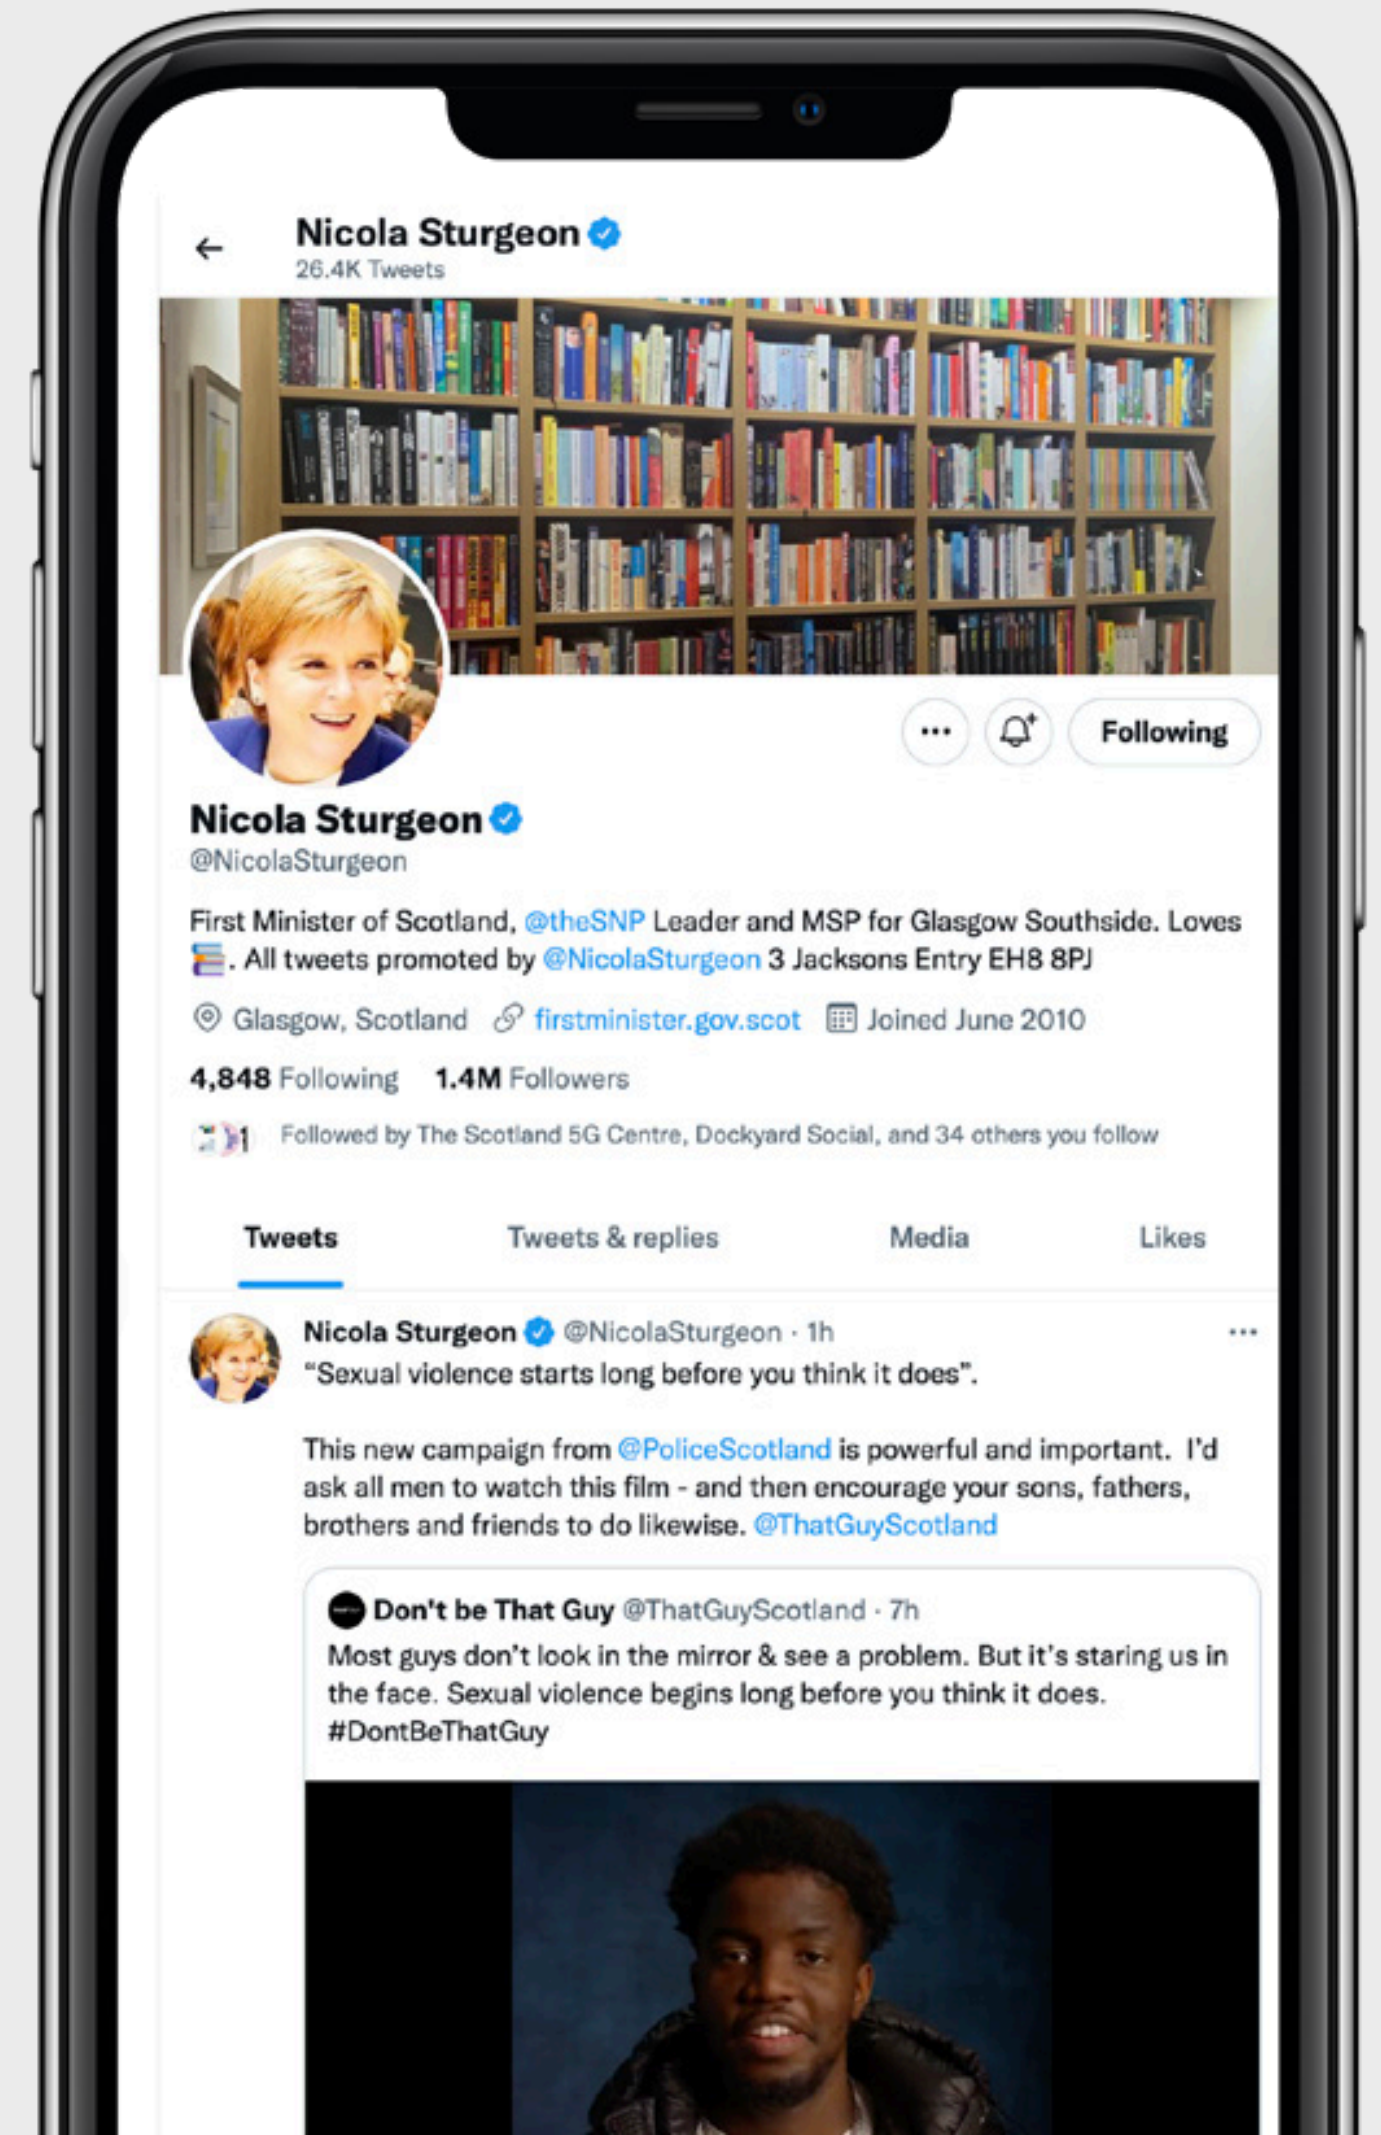 Nicola Sturgeon
26.4K Tweets
Following
Nicola Sturgeon
@NicolaSturgeon
First Minister of Scotland, @theSNP Leader and MSP for Glasgow Southside. Loves
📚. All tweets promoted by @NicolaSturgeon 3 Jacksons Entry EH8 8PJ
Glasgow, Scotland firstminister.gov.scot Joined June 2010
4,848 Following 1.4M Followers
Followed by The Scotland 5G Centre, Dockyard Social, and 34 others you follow
Tweets Tweets & replies Media Likes
Nicola Sturgeon @NicolaSturgeon · 1h
“Sexual violence starts long before you think it does”.
This new campaign from @PoliceScotland is powerful and important. I’d
ask all men to watch this film - and then encourage your sons, fathers,
brothers and friends to do likewise. @ThatGuyScotland
Don't be That Guy @ThatGuyScotland · 7h
Most guys don’t look in the mirror & see a problem. But it’s staring us in
the face. Sexual violence begins long before you think it does.
#DontBeThatGuy